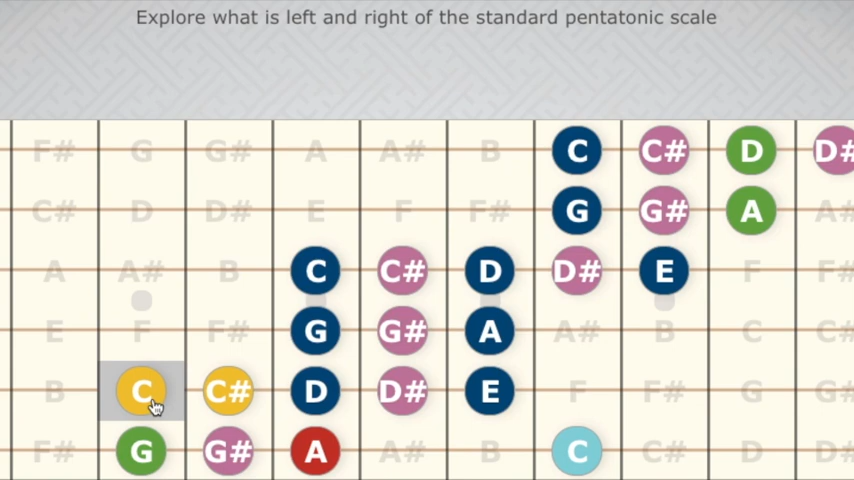 Explore what is left and right of the standard pentatonic scale
F# G G# A A# B C C# D D#
C# D D# E F F# G G# A A#
A A# B C C# D D# E F F#
E F F# G G# A A# B C C#
B C C# D D# E F F# G G#
F# G G# A A# B C C# D D#